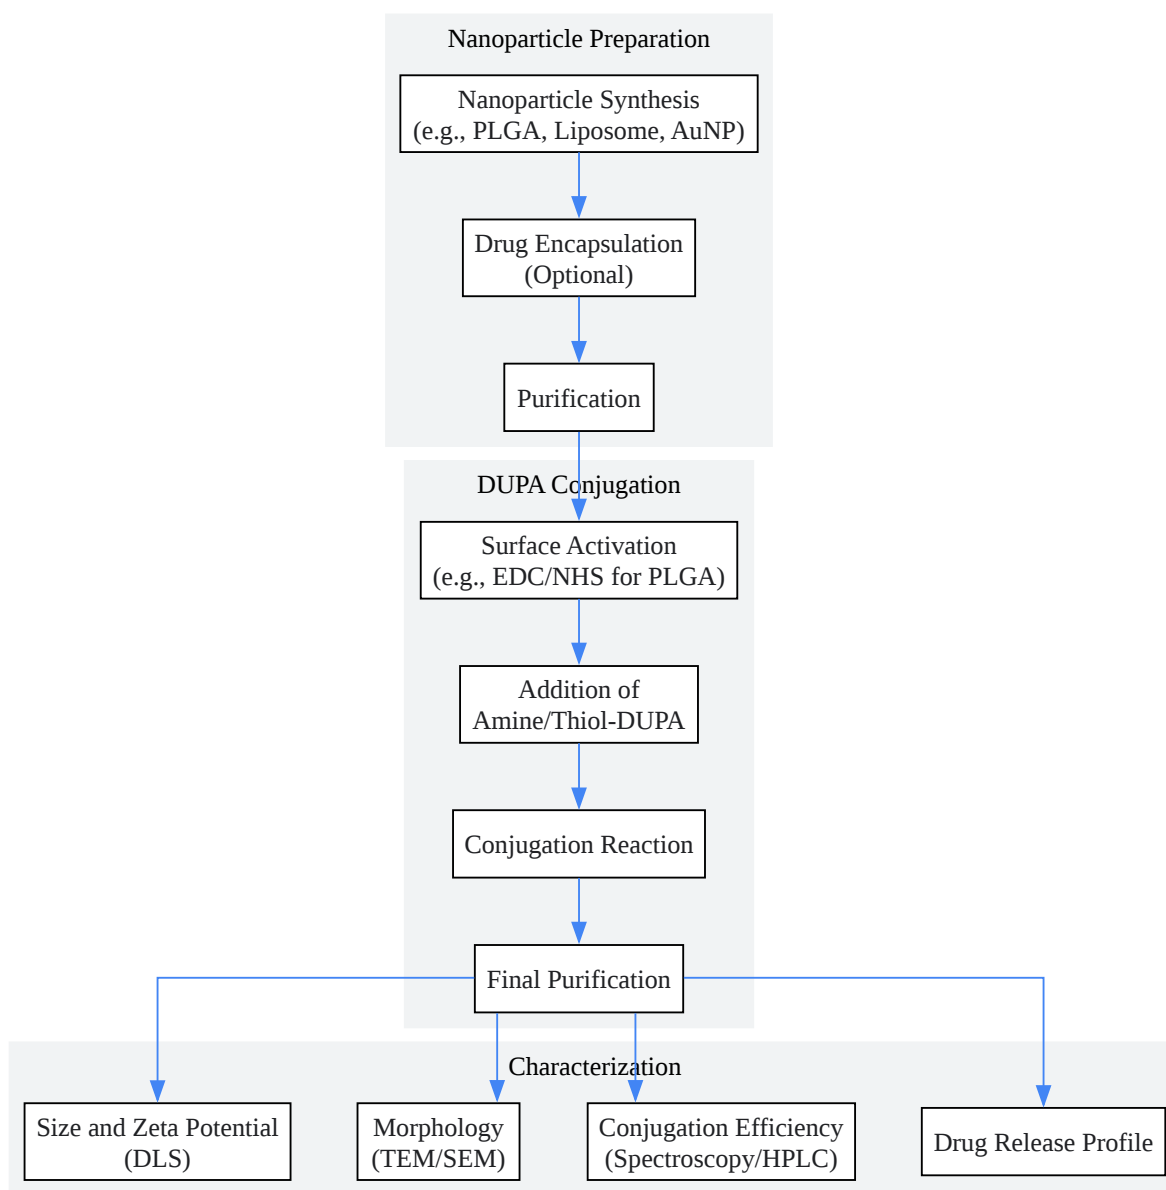 Nanoparticle Preparation
Nanoparticle Synthesis
(e.g., PLGA, Liposome, AuNP)
Drug Encapsulation
(Optional)
Purification
DUPA Conjugation
Surface Activation
(e.g., EDC/NHS for PLGA)
Addition of
Amine/Thiol-DUPA
Conjugation Reaction
Final Purification
Characterization
Size and Zeta Potential
(DLS)
Morphology
(TEM/SEM)
Conjugation Efficiency
(Spectroscopy/HPLC)
Drug Release Profile